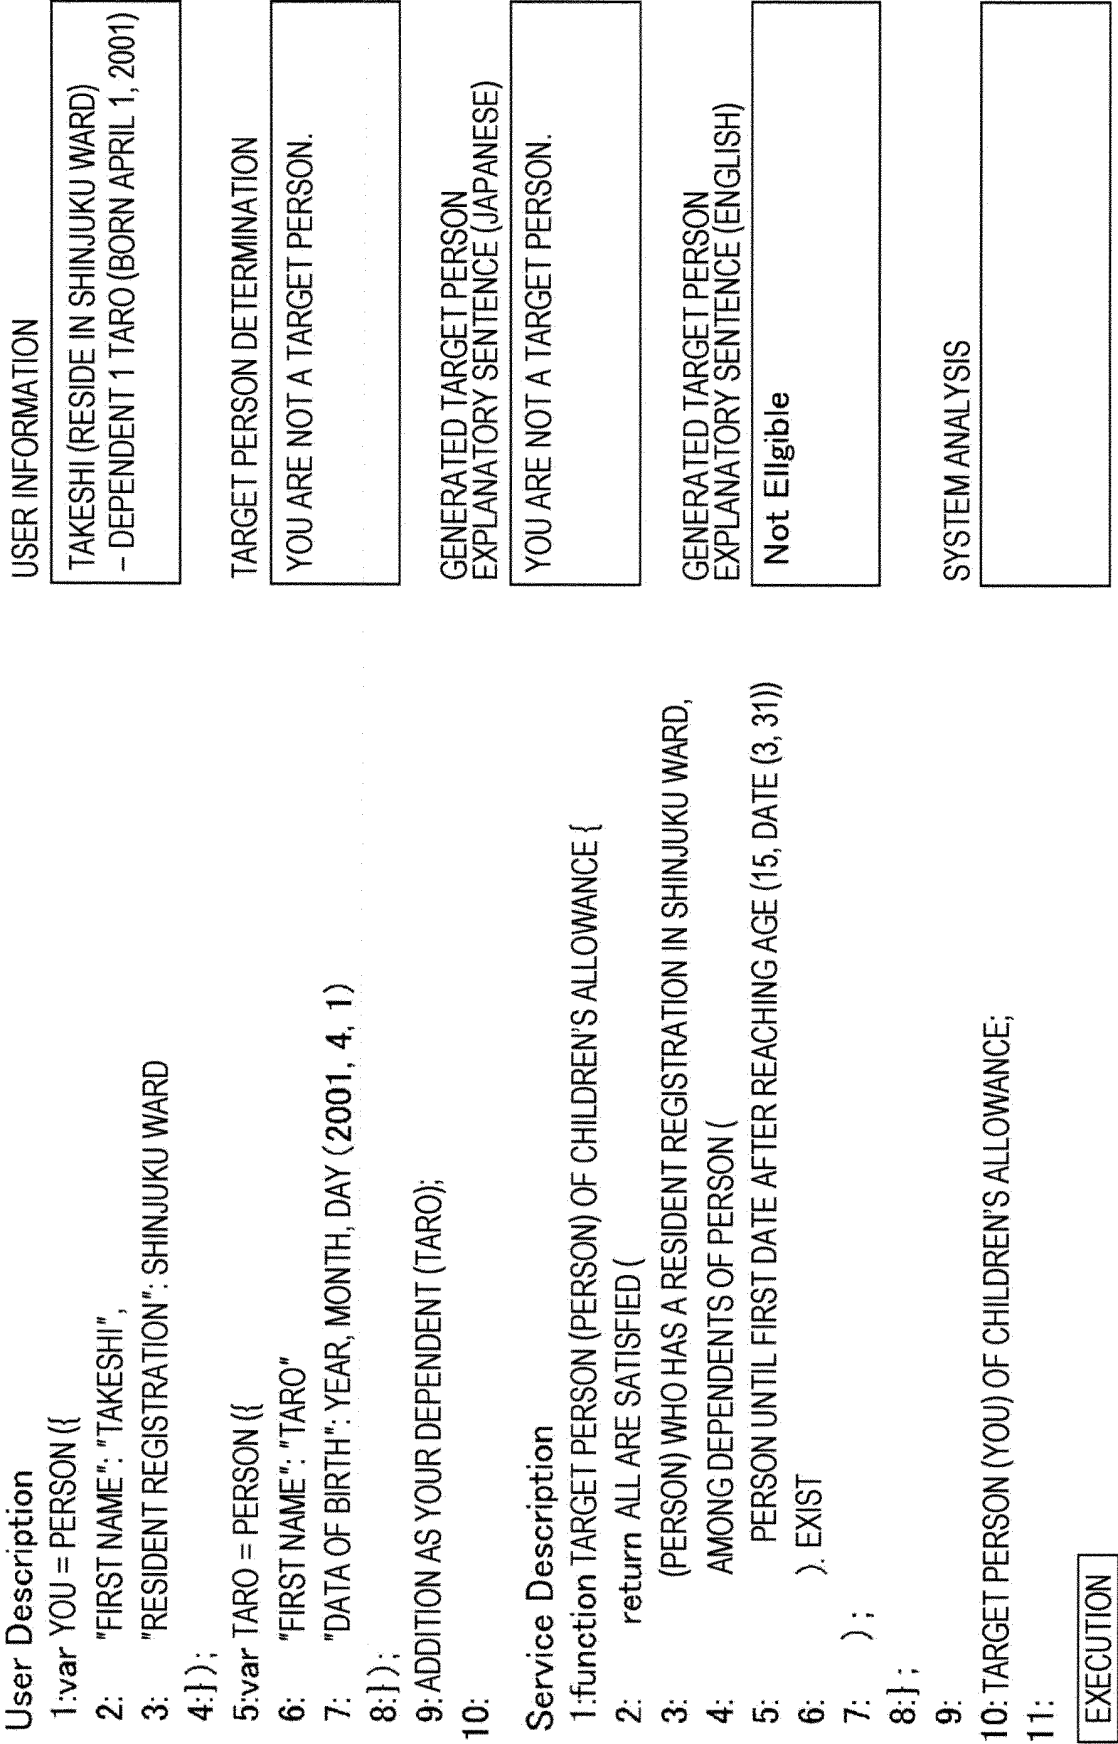 User Description
1:var YOU = PERSON ({
2: "FIRST NAME": "TAKESHI",
3: "RESIDENT REGISTRATION": SHINJUKU WARD
4:});
5:var TARO = PERSON ({
6: "FIRST NAME": "TARO"
7: "DATA OF BIRTH": YEAR, MONTH, DAY (2001, 4, 1)
8:});
9: ADDITION AS YOUR DEPENDENT (TARO);
10:
Service Description
1:function TARGET PERSON (PERSON) OF CHILDREN'S ALLOWANCE {
2: return ALL ARE SATISFIED (
3: (PERSON) WHO HAS A RESIDENT REGISTRATION IN SHINJUKU WARD,
4: AMONG DEPENDENTS OF PERSON (
5: PERSON UNTIL FIRST DATE AFTER REACHING AGE (15, DATE (3, 31))
6: ). EXIST
7: );
8:};
9:
10: TARGET PERSON (YOU) OF CHILDREN'S ALLOWANCE;
11:
EXECUTION
USER INFORMATION
TAKESHI (RESIDE IN SHINJUKU WARD)
– DEPENDENT 1 TARO (BORN APRIL 1, 2001)
TARGET PERSON DETERMINATION
YOU ARE NOT A TARGET PERSON.
GENERATED TARGET PERSON
EXPLANATORY SENTENCE (JAPANESE)
YOU ARE NOT A TARGET PERSON.
GENERATED TARGET PERSON
EXPLANATORY SENTENCE (ENGLISH)
Not ElIgible
SYSTEM ANALYSIS